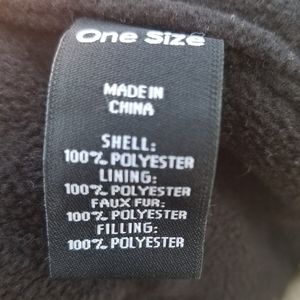 One Size
MADE IN
CHINA
SHELL:
100% POLYESTER
LINING:
100% POLYESTER
FAUX FUR:
100% POLYESTER
FILLING:
100% POLYESTER